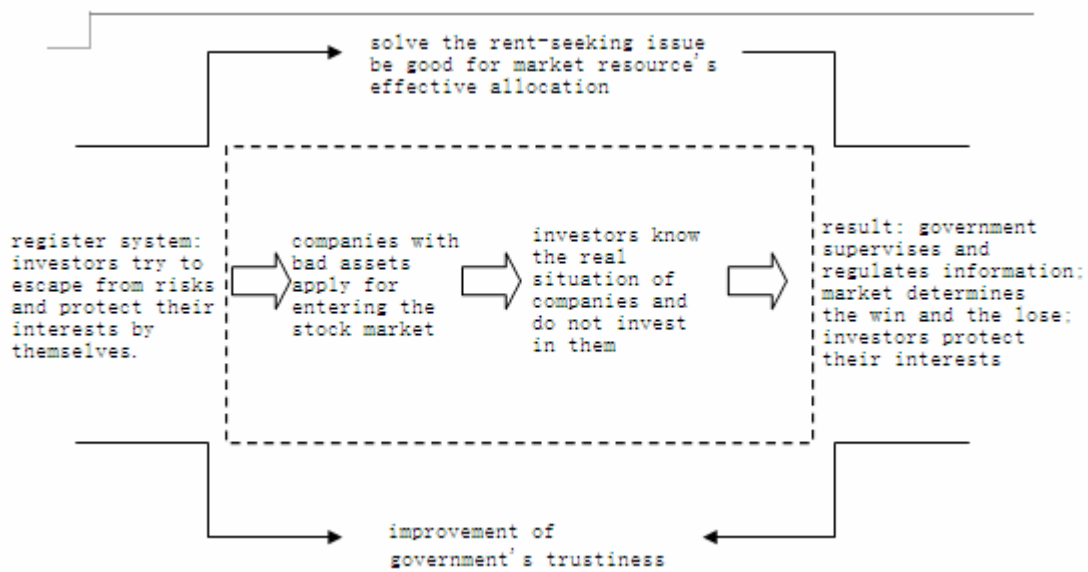 solve the rent-seeking issue
be good for market resource's
effective allocation
register system:
investors try to
escape from risks
and protect their
interests by
themselves.
companies with
bad assets
apply for
entering the
stock market
investors know
the real
situation of
companies and
do not invest
in them
result: government
supervises and
regulates information;
market determines
the win and the lose;
investors protect
their interests
improvement of
government's trustiness